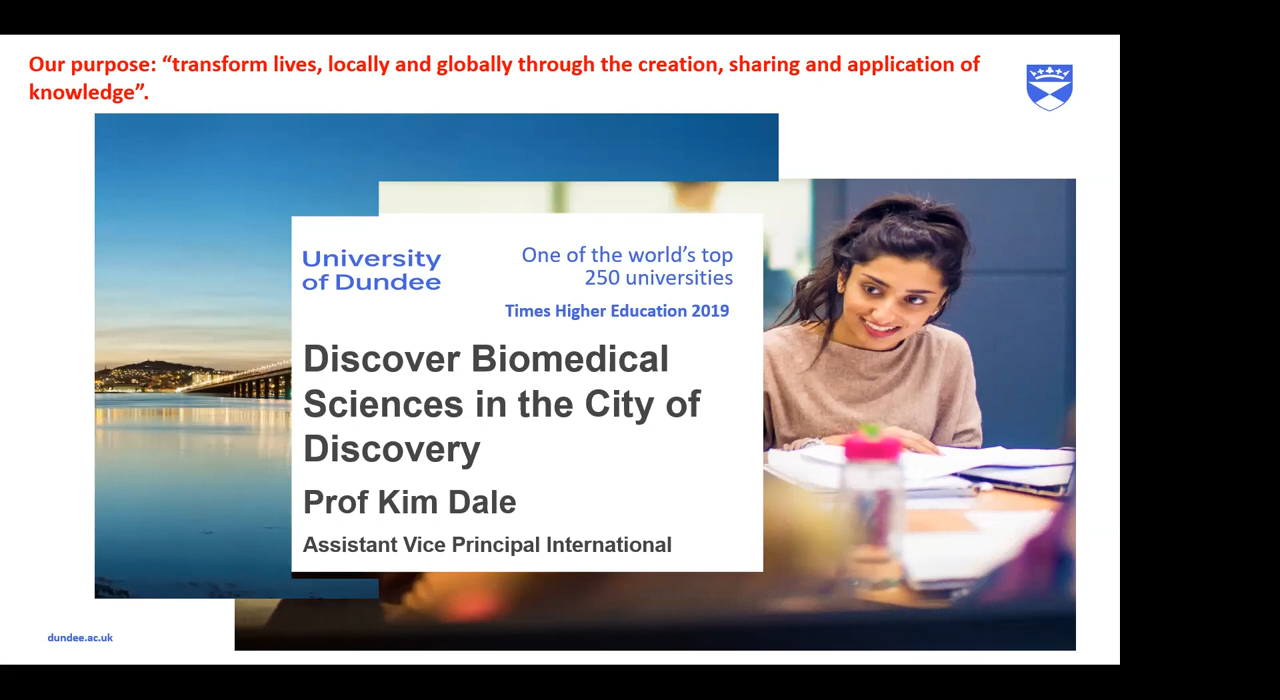 Our purpose: “transform lives, locally and globally through the creation, sharing and application of
knowledge”.
University
of Dundee
One of the world’s top
250 universities
Times Higher Education 2019
Discover Biomedical
Sciences in the City of
Discovery
Prof Kim Dale
Assistant Vice Principal International
dundee.ac.uk